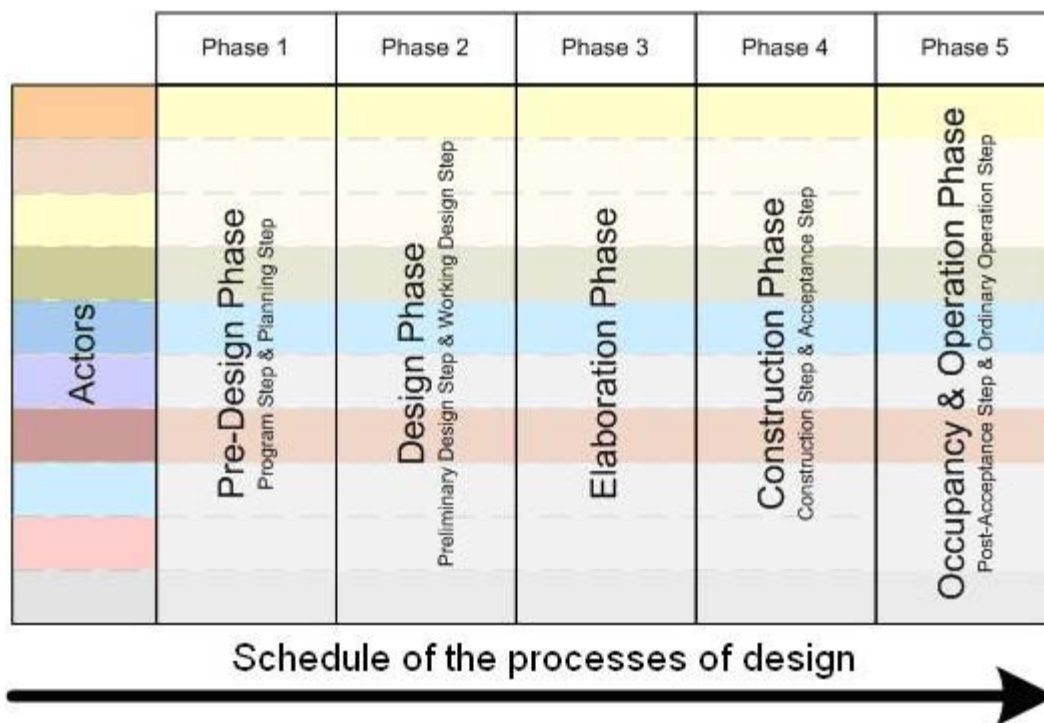 Phase 1
Phase 2
Phase 3
Phase 4
Phase 5
Actors
Pre-Design Phase
Program Step & Planning Step
Design Phase
Preliminary Design Step & Working Design Step
Elaboration Phase
Construction Phase
Construction Step & Acceptance Step
Occupancy & Operation Phase
Post-Acceptance Step & Ordinary Operation Step
Schedule of the processes of design